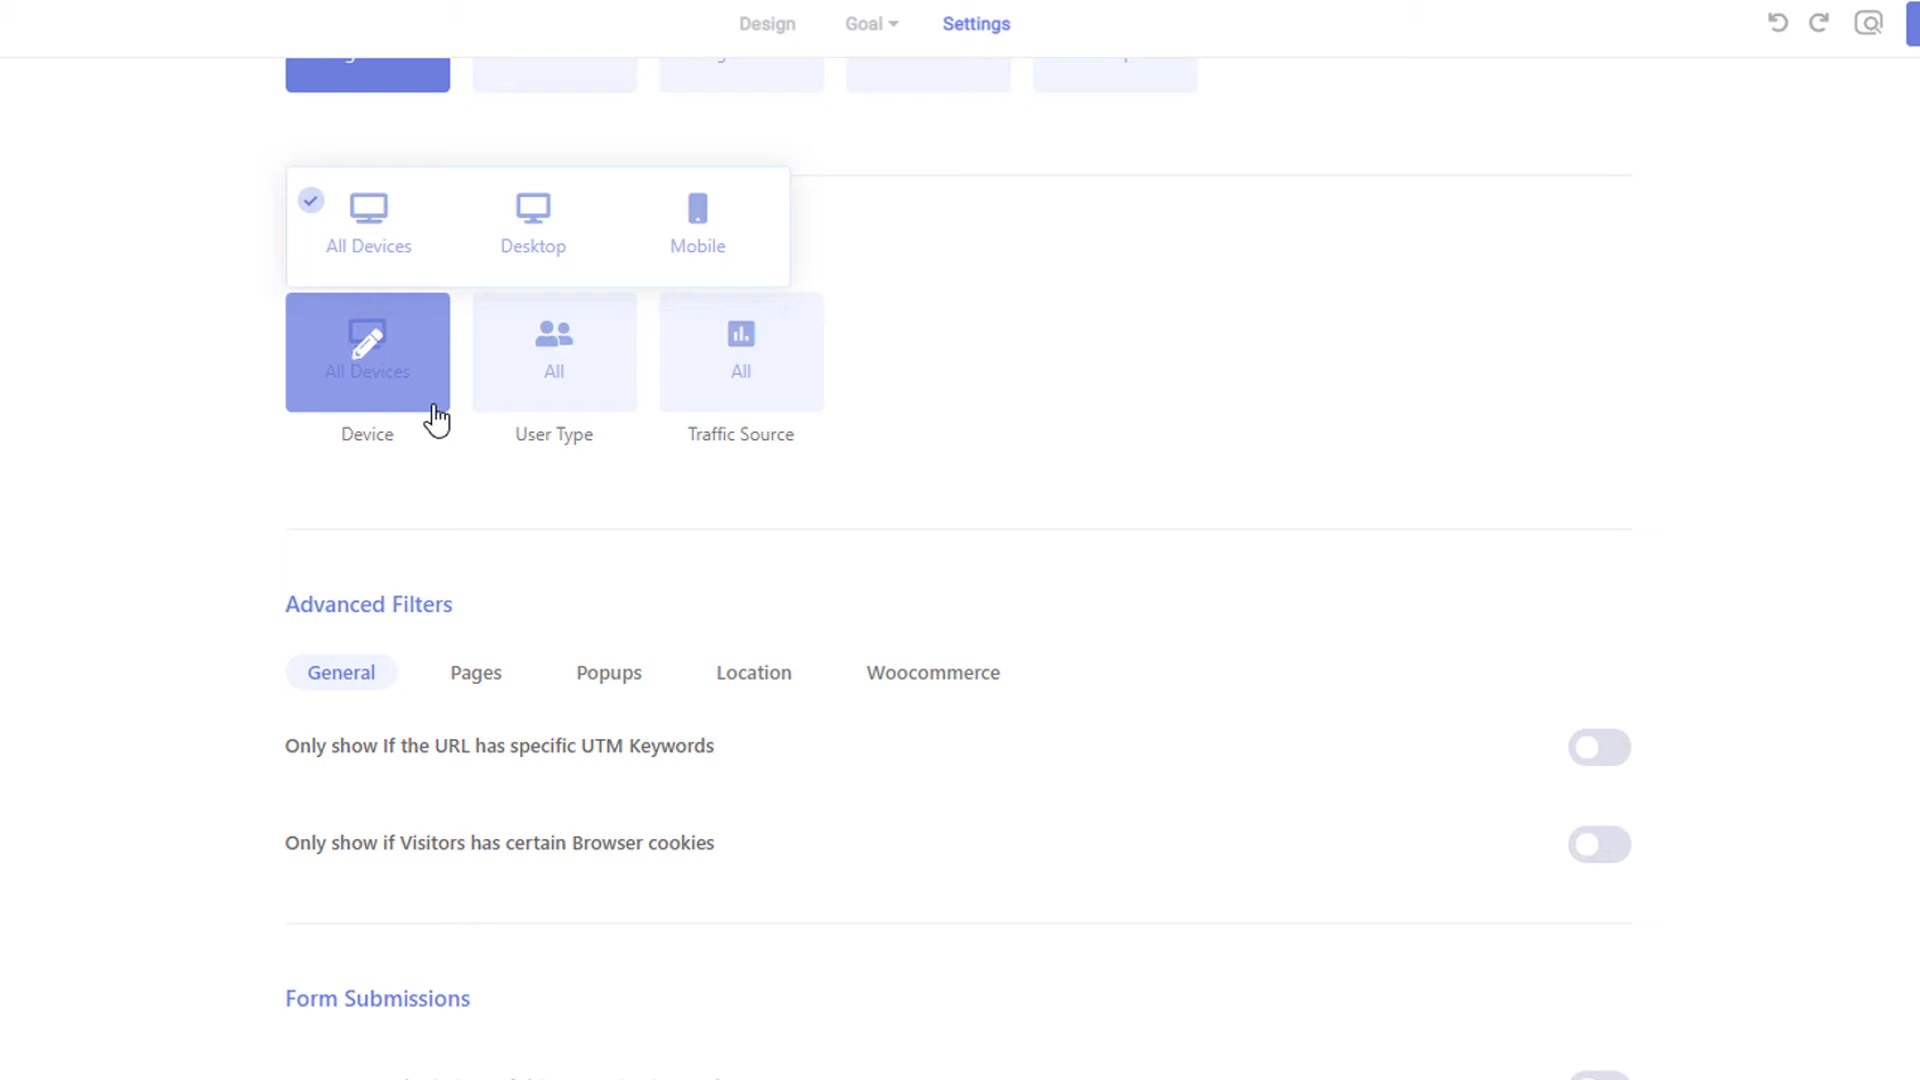 Design Goal Settings
All Devices Desktop Mobile
All Devices All All
Device User Type Traffic Source
Advanced Filters
General Pages Popups Location Woocommerce
Only show If the URL has specific UTM Keywords
Only show if Visitors has certain Browser cookies
Form Submissions